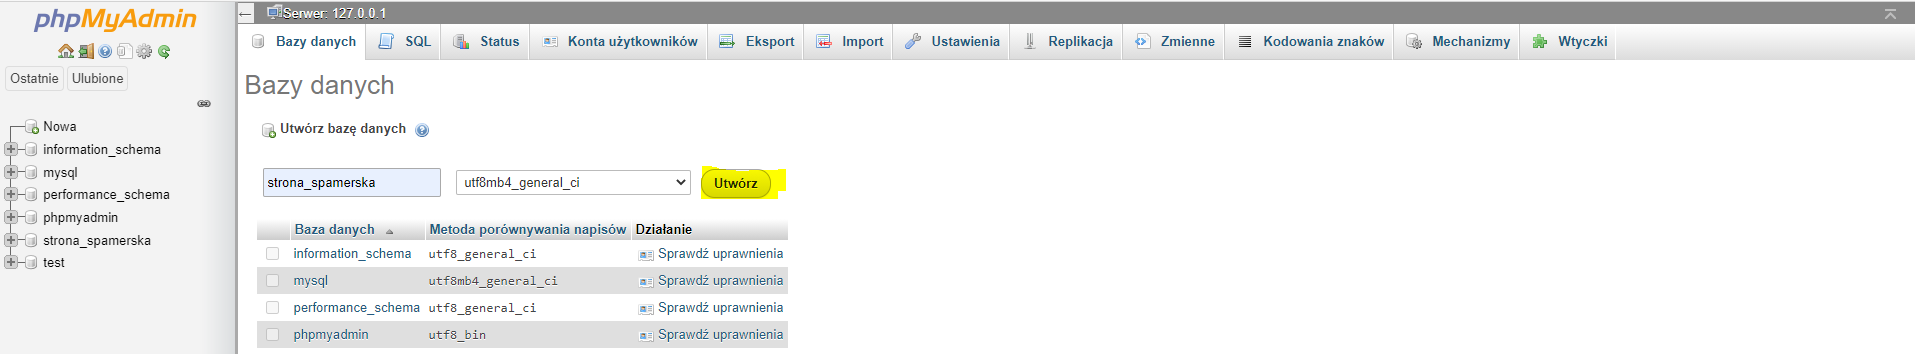 phpMyAdmin
Ostatnie Ulubione
Nowa
information_schema
mysql
performance_schema
phpmyadmin
strona_spamerska
test
Serwer: 127.0.0.1
Bazy danych SQL Status Konta użytkowników Eksport Import Ustawienia Replikacja Zmienne Kodowania znaków Mechanizmy Wtyczki
Bazy danych
Utwórz bazę danych
strona_spamerska utf8mb4_general_ci Utwórz
Baza danych Metoda porównywania napisów Działanie
information_schema utf8_general_ci Sprawdź uprawnienia
mysql utf8mb4_general_ci Sprawdź uprawnienia
performance_schema utf8_general_ci Sprawdź uprawnienia
phpmyadmin utf8_bin Sprawdź uprawnienia